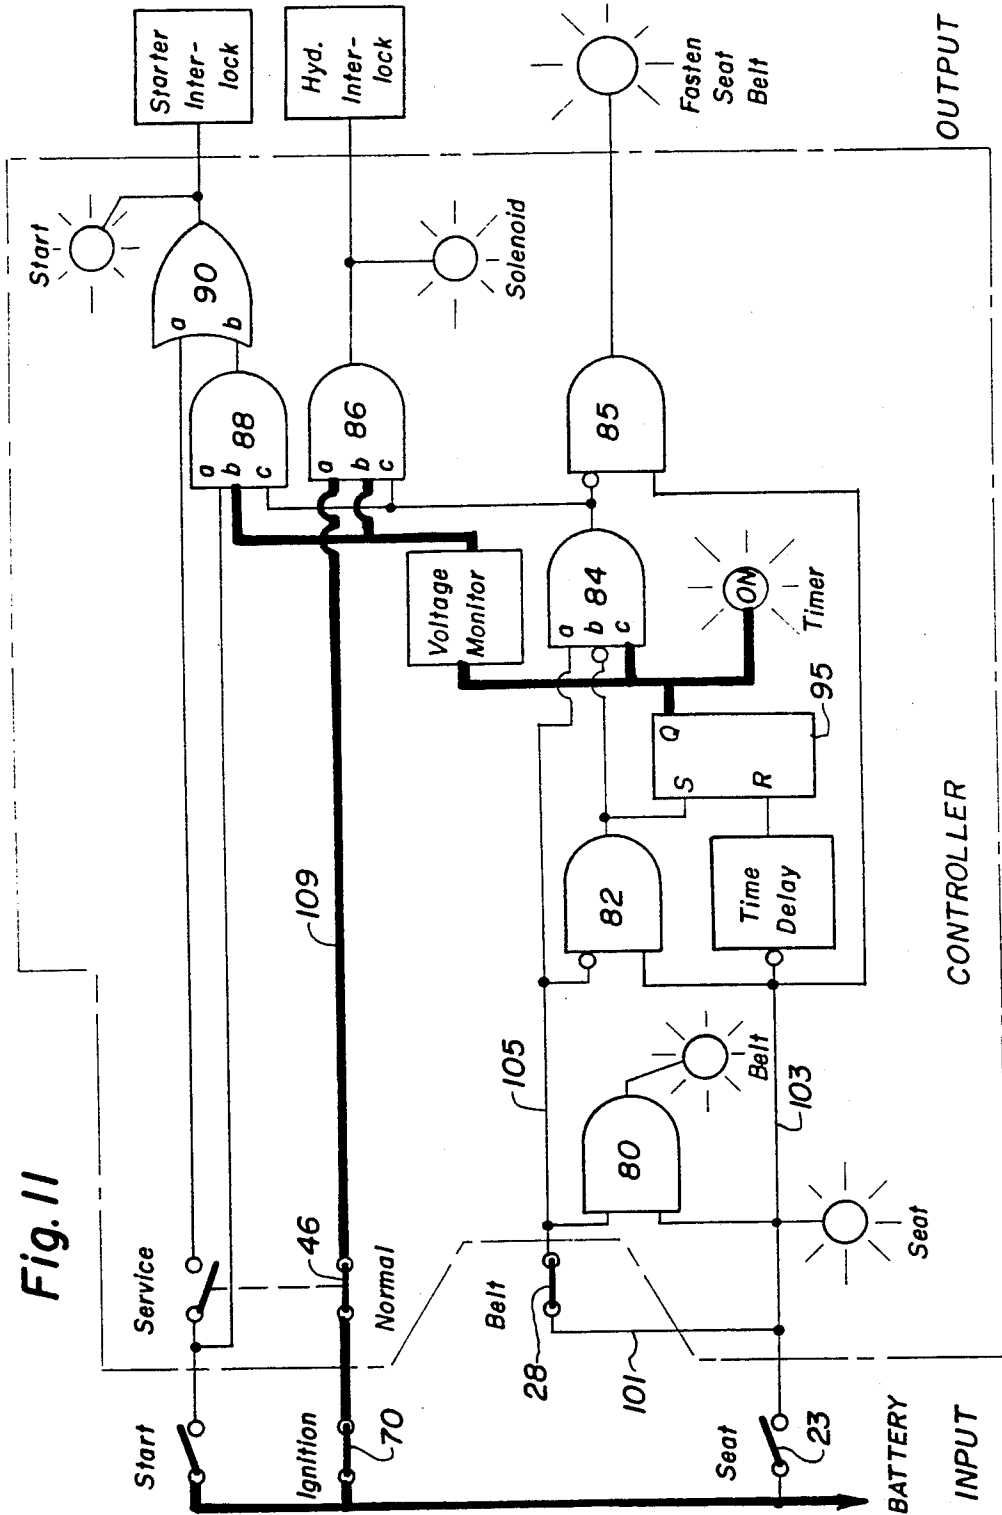 Fig. 11
Start
Service
Start
Starter
Inter-
lock
a
b
90
a
b
c
88
Ignition
70
46
Normal
109
a
b
c
86
Hyd.
Inter-
lock
Solenoid
Voltage
Monitor
Belt
28
101
105
80
Belt
82
a
b
c
84
85
Fasten
Seat
Belt
ON
Timer
S
Q
R
95
Time
Delay
Seat
23
103
Seat
BATTERY
INPUT
CONTROLLER
OUTPUT